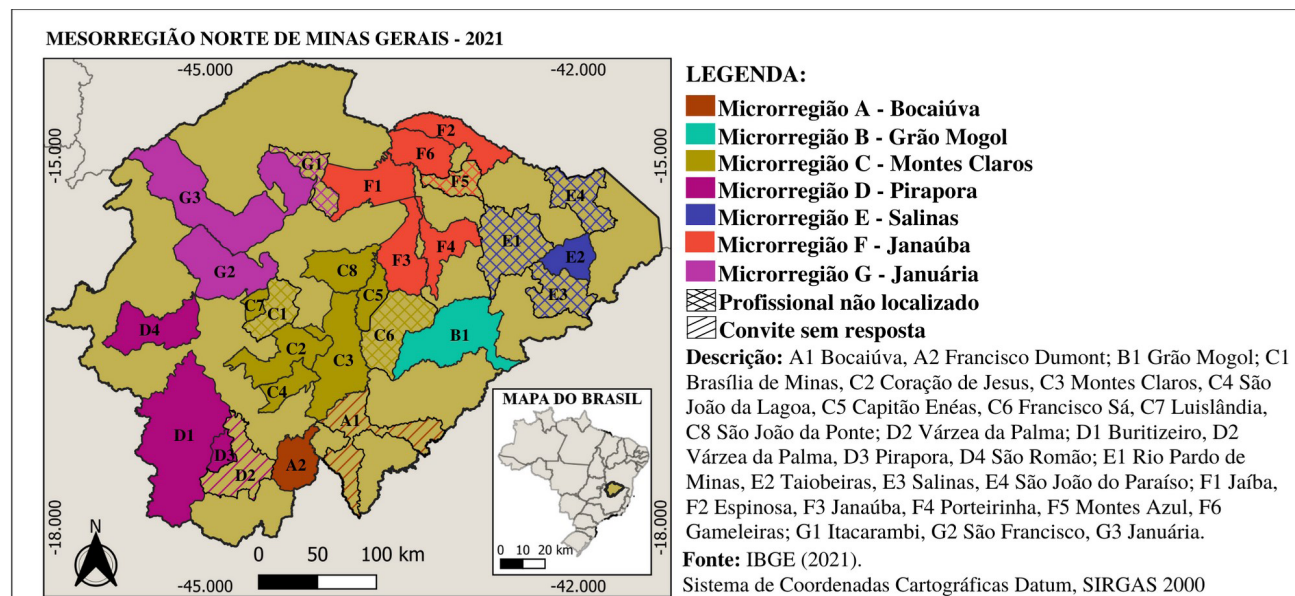 MESORREGIÃO NORTE DE MINAS GERAIS - 2021
-45.000
-42.000
-15.000
-15.000
-18.000
-18.000
-45.000
-42.000
G1
G3
G2
F2
F6
F5
F1
F4
F3
E4
E1
E2
E3
C8
C5
C7
C1
C6
C2
C3
C4
B1
D4
D1
D3
D2
A1
A2
N
0 50 100 km
MAPA DO BRASIL
0 10 20 km
LEGENDA:
Microrregião A - Bocaiúva
Microrregião B - Grão Mogol
Microrregião C - Montes Claros
Microrregião D - Pirapora
Microrregião E - Salinas
Microrregião F - Janaúba
Microrregião G - Januária
Profissional não localizado
Convite sem resposta
Descrição: A1 Bocaiúva, A2 Francisco Dumont; B1 Grão Mogol; C1
Brasília de Minas, C2 Coração de Jesus, C3 Montes Claros, C4 São
João da Lagoa, C5 Capitão Enéas, C6 Francisco Sá, C7 Luislândia,
C8 São João da Ponte; D2 Várzea da Palma; D1 Buritizeiro, D2
Várzea da Palma, D3 Pirapora, D4 São Romão; E1 Rio Pardo de
Minas, E2 Taiobeiras, E3 Salinas, E4 São João do Paraíso; F1 Jaíba,
F2 Espinosa, F3 Janaúba, F4 Porteirinha, F5 Montes Azul, F6
Gameleiras; G1 Itacarambi, G2 São Francisco, G3 Januária.
Fonte: IBGE (2021).
Sistema de Coordenadas Cartográficas Datum, SIRGAS 2000